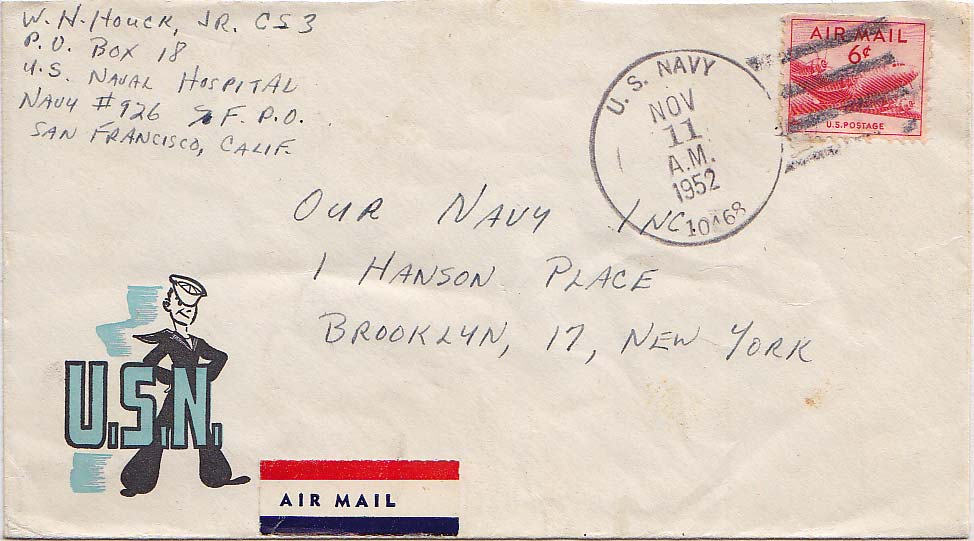 W. H. HOUCK, JR. CS3
P.O. BOX 18
U.S. NAVAL HOSPITAL
NAVY #926 % F.P.O.
SAN FRANCISCO, CALIF.
U. S. NAVY
NOV
11
A.M.
1952
10468
AIR MAIL
6¢
U.S. POSTAGE
OUR NAVY INC.
1 HANSON PLACE
BROOKLYN, 17, NEW YORK
U.S.N.
AIR MAIL